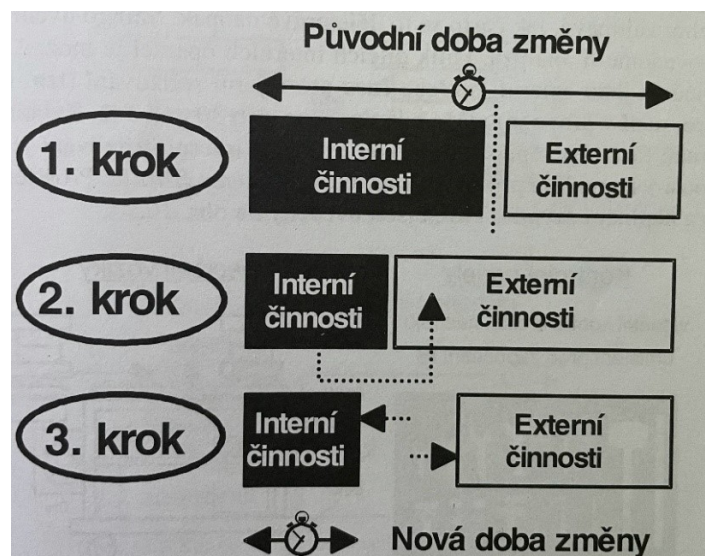 Původní doba změny
1. krok
Interní
činnosti
Externí
činnosti
2. krok
Interní
činnosti
Externí
činnosti
3. krok
Interní
činnosti
Externí
činnosti
Nová doba změny